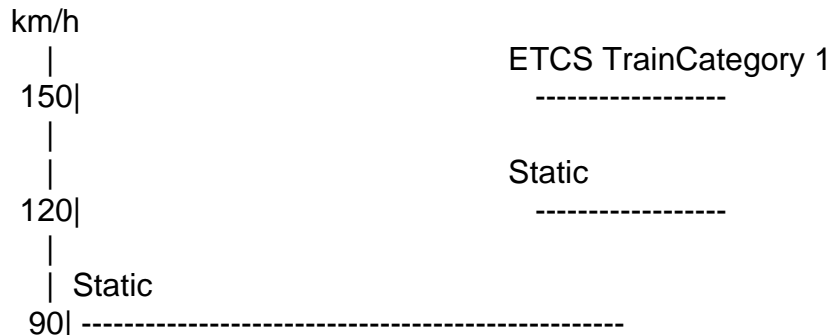 km/h
| ETCS TrainCategory 1
150| ------------------
|
| Static
120| ------------------
|
| Static
90| ----------------------------------------------------